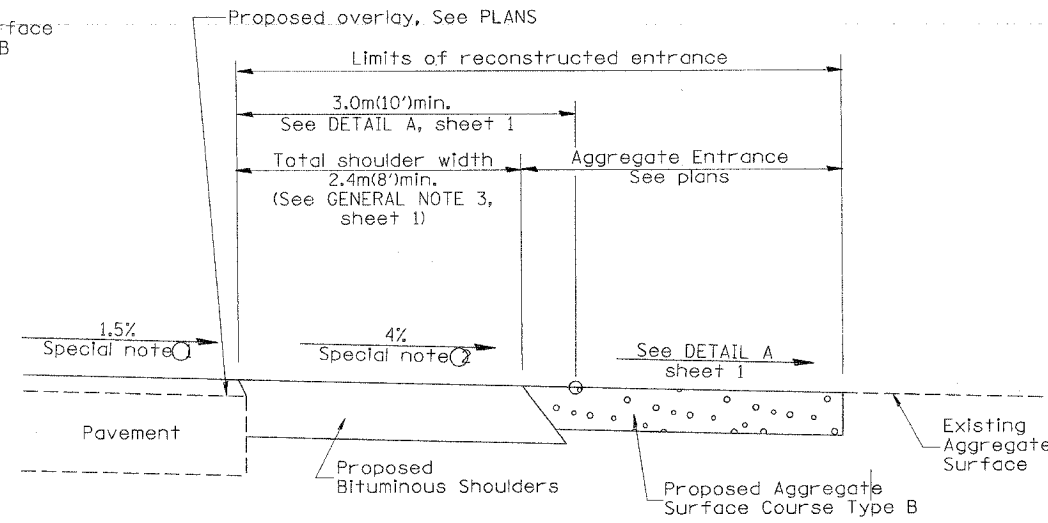 rface
B
Proposed overlay, See PLANS
Limits of reconstructed entrance
3.0m(10')min.
See DETAIL A, sheet 1
Total shoulder width
2.4m(8')min.
(See GENERAL NOTE 3,
sheet 1)
Aggregate Entrance
See plans
1.5%
Special note 1
4%
Special note 2
See DETAIL A
sheet 1
Pavement
Proposed
Bituminous Shoulders
Proposed Aggregate
Surface Course Type B
Existing
Aggregate
Surface